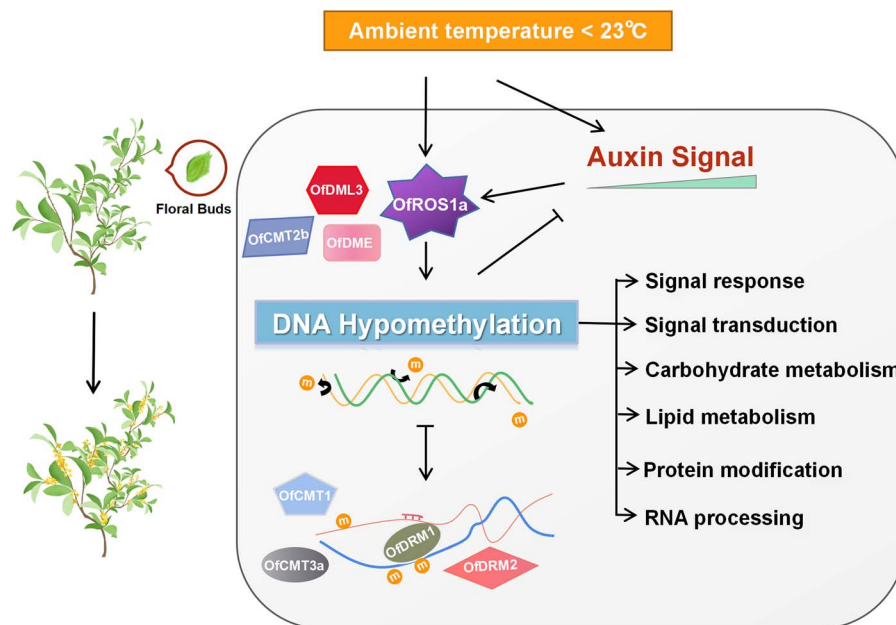 Ambient temperature < 23℃
Auxin Signal
OfDML3
OfROS1a
Floral Buds
OfCMT2b
OfDME
Signal response
DNA Hypomethylation
Signal transduction
m
Carbohydrate metabolism
m
m
Lipid metabolism
Protein modification
OfCMT1
m
RNA processing
OfDRM1
OfCMT3a
m
m
OfDRM2